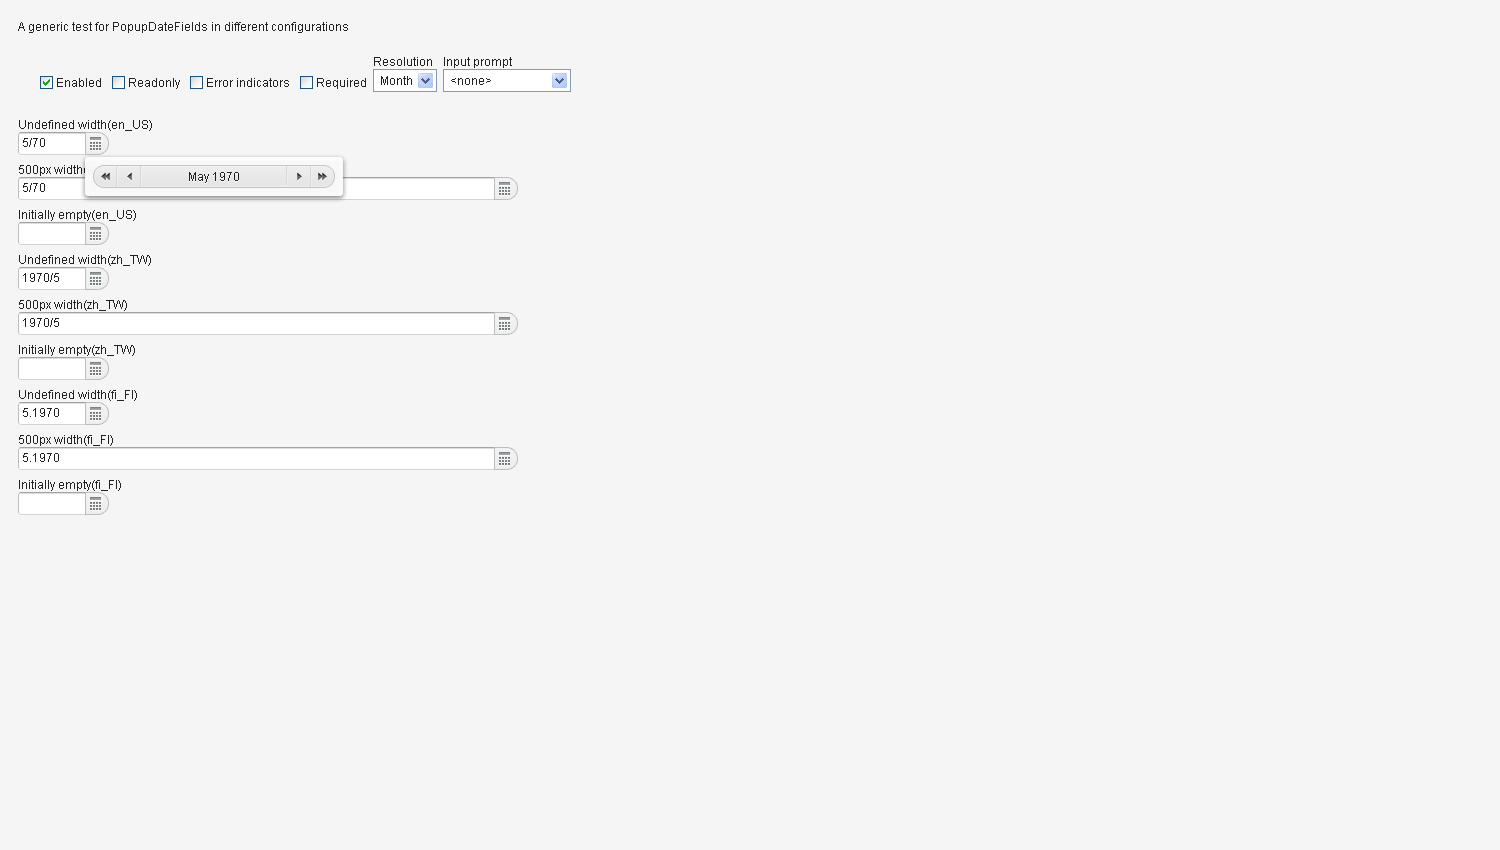 A generic test for PopupDateFields in different configurations
Resolution Input prompt
Enabled Readonly Error indicators Required Month <none>
Undefined width(en_US)
5/70
500px width
May 1970
5/70
Initially empty(en_US)
Undefined width(zh_TW)
1970/5
500px width(zh_TW)
1970/5
Initially empty(zh_TW)
Undefined width(fi_FI)
5.1970
500px width(fi_FI)
5.1970
Initially empty(fi_FI)